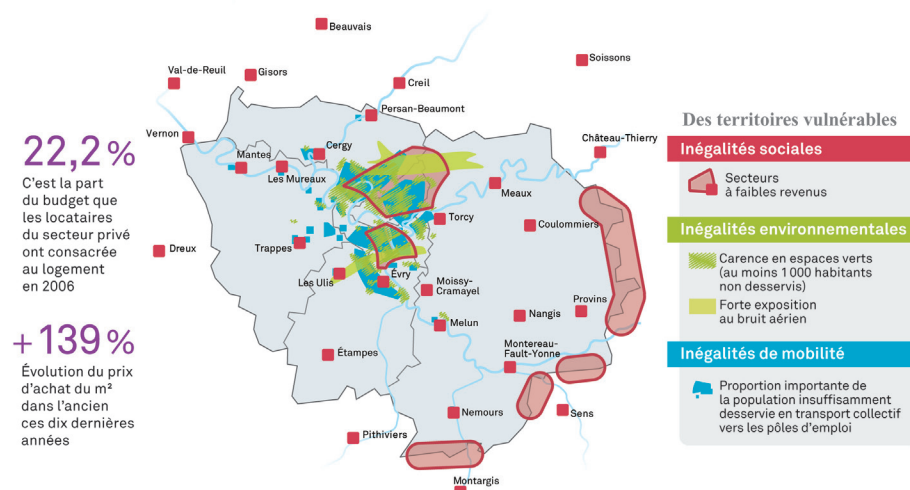 Beauvais
Soissons
Val-de-Reuil
Gisors
Creil
Persan-Beaumont
Vernon
Cergy
Château-Thierry
Mantes
Les Mureaux
Meaux
Torcy
Coulommiers
Dreux
Trappes
Les Ulis
Évry
Moissy-
Cramayel
Provins
Nangis
Melun
Étampes
Montereau-
Fault-Yonne
Nemours
Sens
Pithiviers
Montargis
22,2 %
C'est la part
du budget que
les locataires
du secteur privé
ont consacrée
au logement
en 2006
+ 139 %
Évolution du prix
d'achat du m²
dans l'ancien
ces dix dernières
années
Des territoires vulnérables
Inégalités sociales
Secteurs
à faibles revenus
Inégalités environnementales
Carence en espaces verts
(au moins 1 000 habitants
non desservis)
Forte exposition
au bruit aérien
Inégalités de mobilité
Proportion importante de
la population insuffisamment
desservie en transport collectif
vers les pôles d'emploi